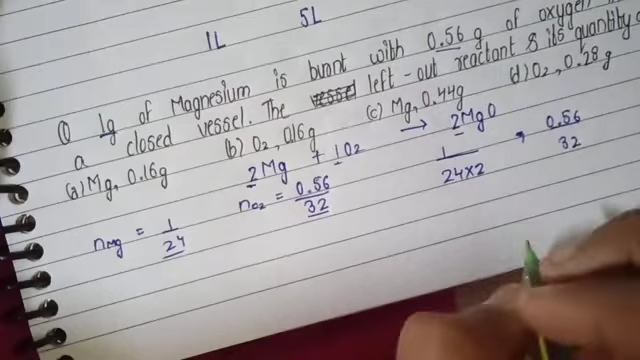 1L 5L
Q 1g of Magnesium is burnt with 0.56 g of oxygen
a closed vessel. The left-out reactant & its quantity
(a) Mg, 0.16g (b) O2, 0.16g (c) Mg, 0.44g (d) O2, 0.28g
2Mg + 1O2 → 2MgO
nMg = 1/24 nO2 = 0.56/32 1/24×2 , 0.56/32